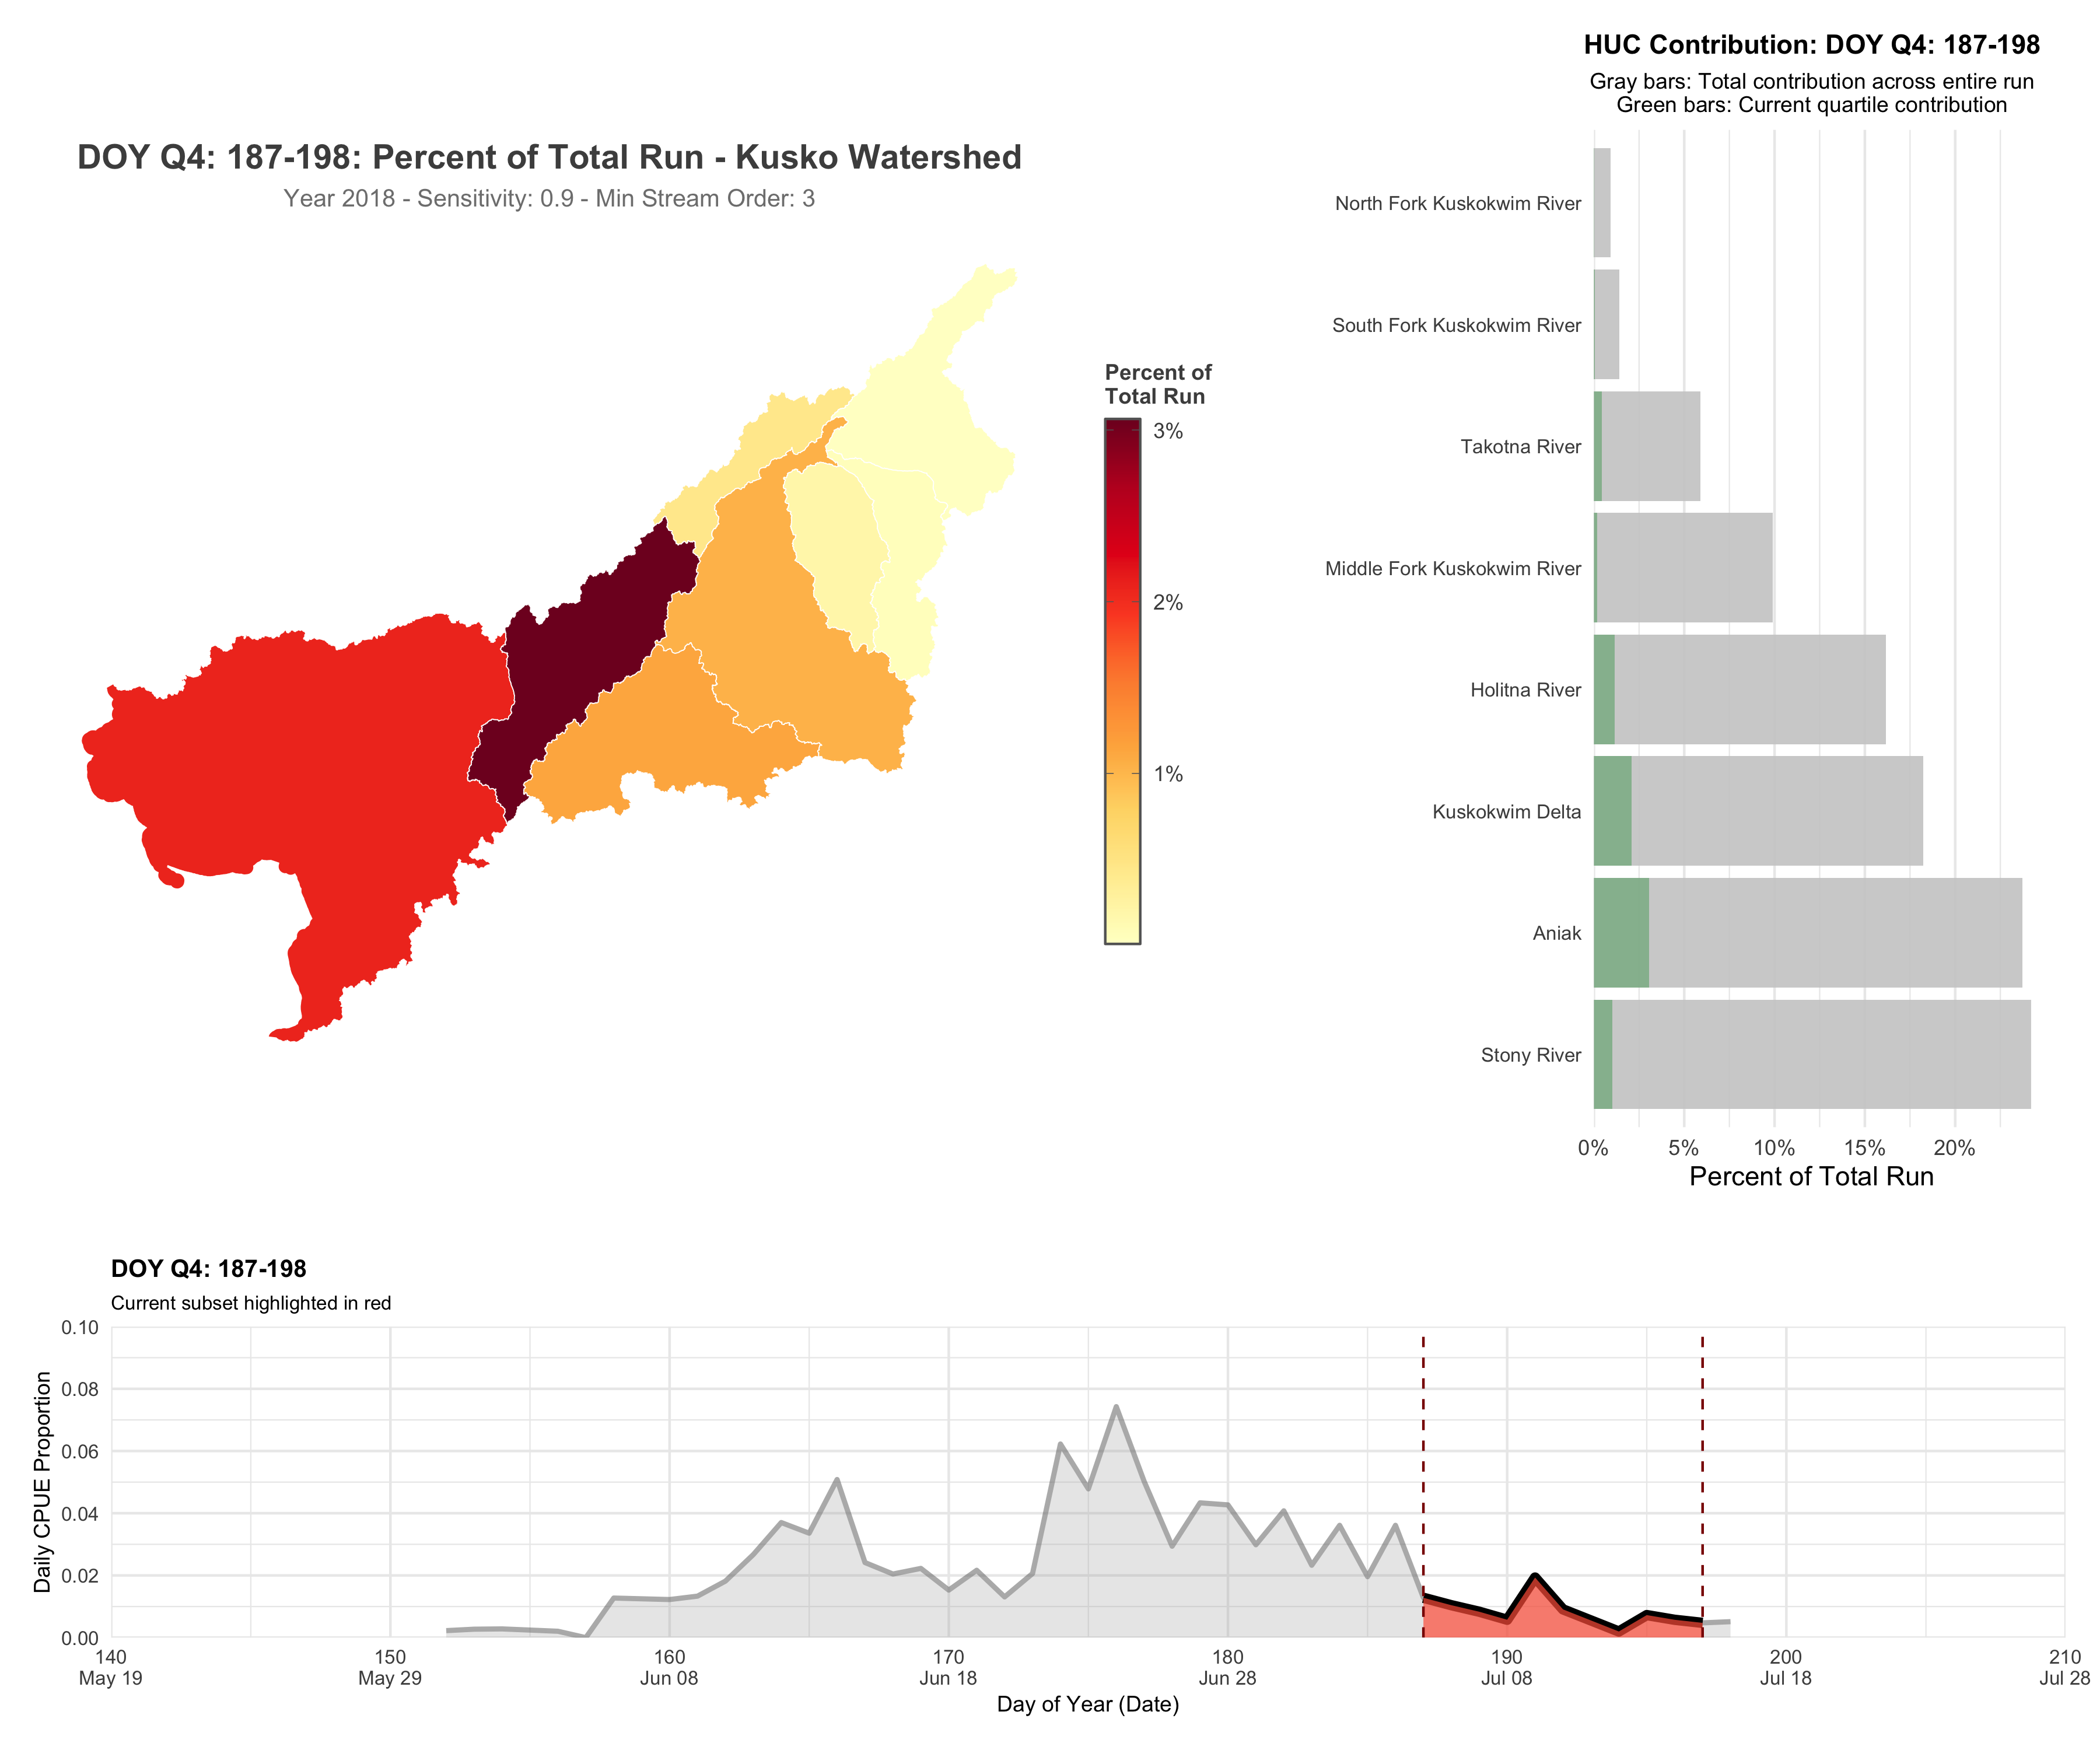 DOY Q4: 187-198: Percent of Total Run - Kusko Watershed
Year 2018 - Sensitivity: 0.9 - Min Stream Order: 3
Percent of
Total Run
3%
2%
1%
HUC Contribution: DOY Q4: 187-198
Gray bars: Total contribution across entire run
Green bars: Current quartile contribution
North Fork Kuskokwim River
South Fork Kuskokwim River
Takotna River
Middle Fork Kuskokwim River
Holitna River
Kuskokwim Delta
Aniak
Stony River
0% 5% 10% 15% 20%
Percent of Total Run
DOY Q4: 187-198
Current subset highlighted in red
Daily CPUE Proportion
0.10
0.08
0.06
0.04
0.02
0.00
140 150 160 170 180 190 200 210
May 19 May 29 Jun 08 Jun 18 Jun 28 Jul 08 Jul 18 Jul 28
Day of Year (Date)